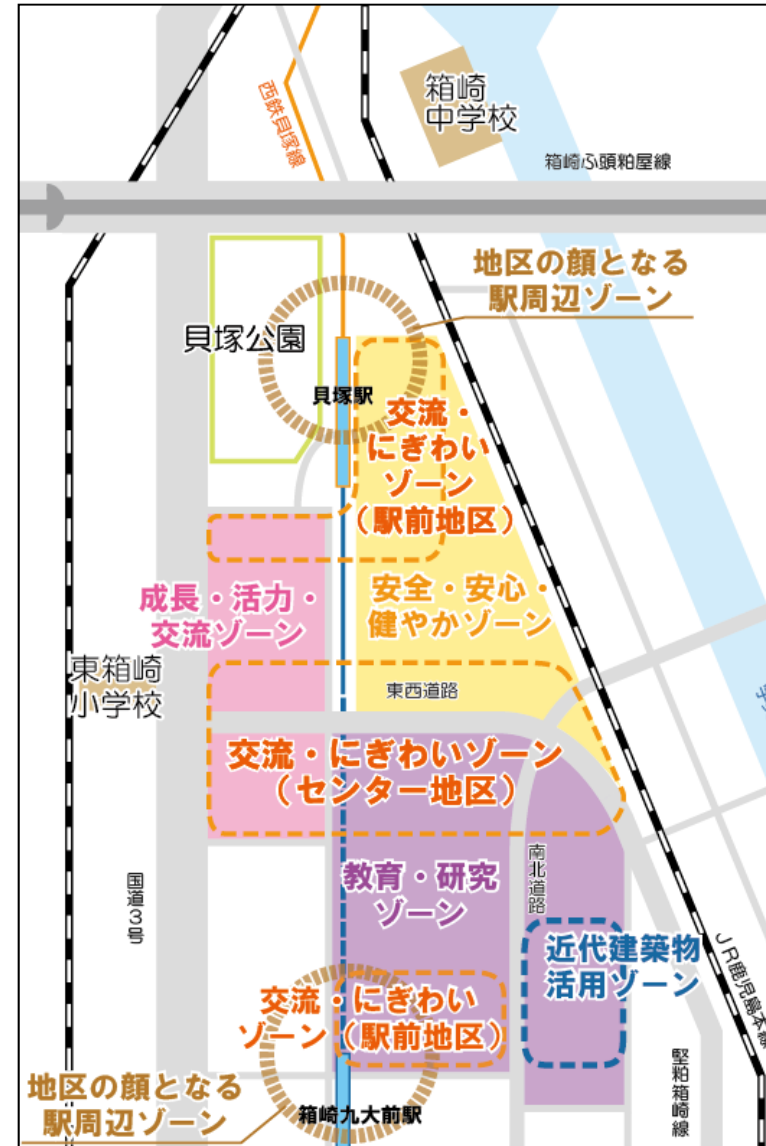 西鉄貝塚線
箱崎
中学校
箱崎ふ頭粕屋線
地区の顔となる
駅周辺ゾーン
貝塚公園
貝塚駅
交流・
にぎわい
ゾーン
（駅前地区）
成長・活力・
交流ゾーン
安全・安心・
健やかゾーン
東箱崎
小学校
東西道路
交流・にぎわいゾーン
（センター地区）
国道3号
教育・研究
ゾーン
南北道路
近代建築物
活用ゾーン
JR鹿児島本線
交流・にぎわい
ゾーン（駅前地区）
地区の顔となる
駅周辺ゾーン
箱崎九大前駅
堅粕箱崎線